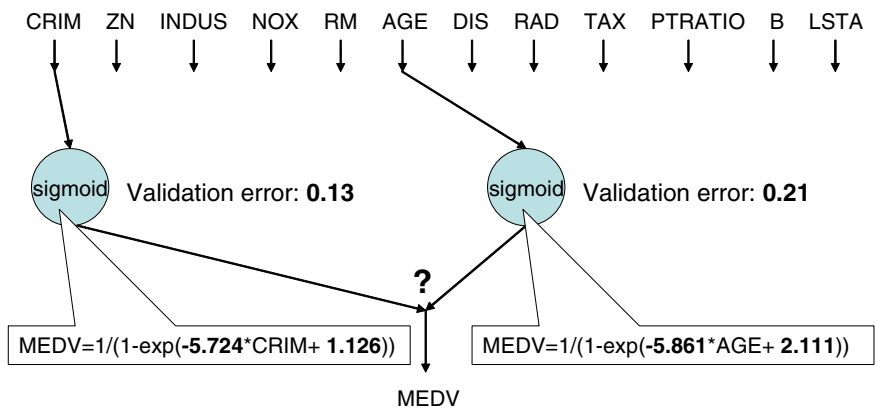 CRIM ZN INDUS NOX RM AGE DIS RAD TAX PTRATIO B LSTA
sigmoid Validation error: 0.13
sigmoid Validation error: 0.21
?
MEDV=1/(1-exp(-5.724*CRIM+ 1.126))
MEDV=1/(1-exp(-5.861*AGE+ 2.111))
MEDV